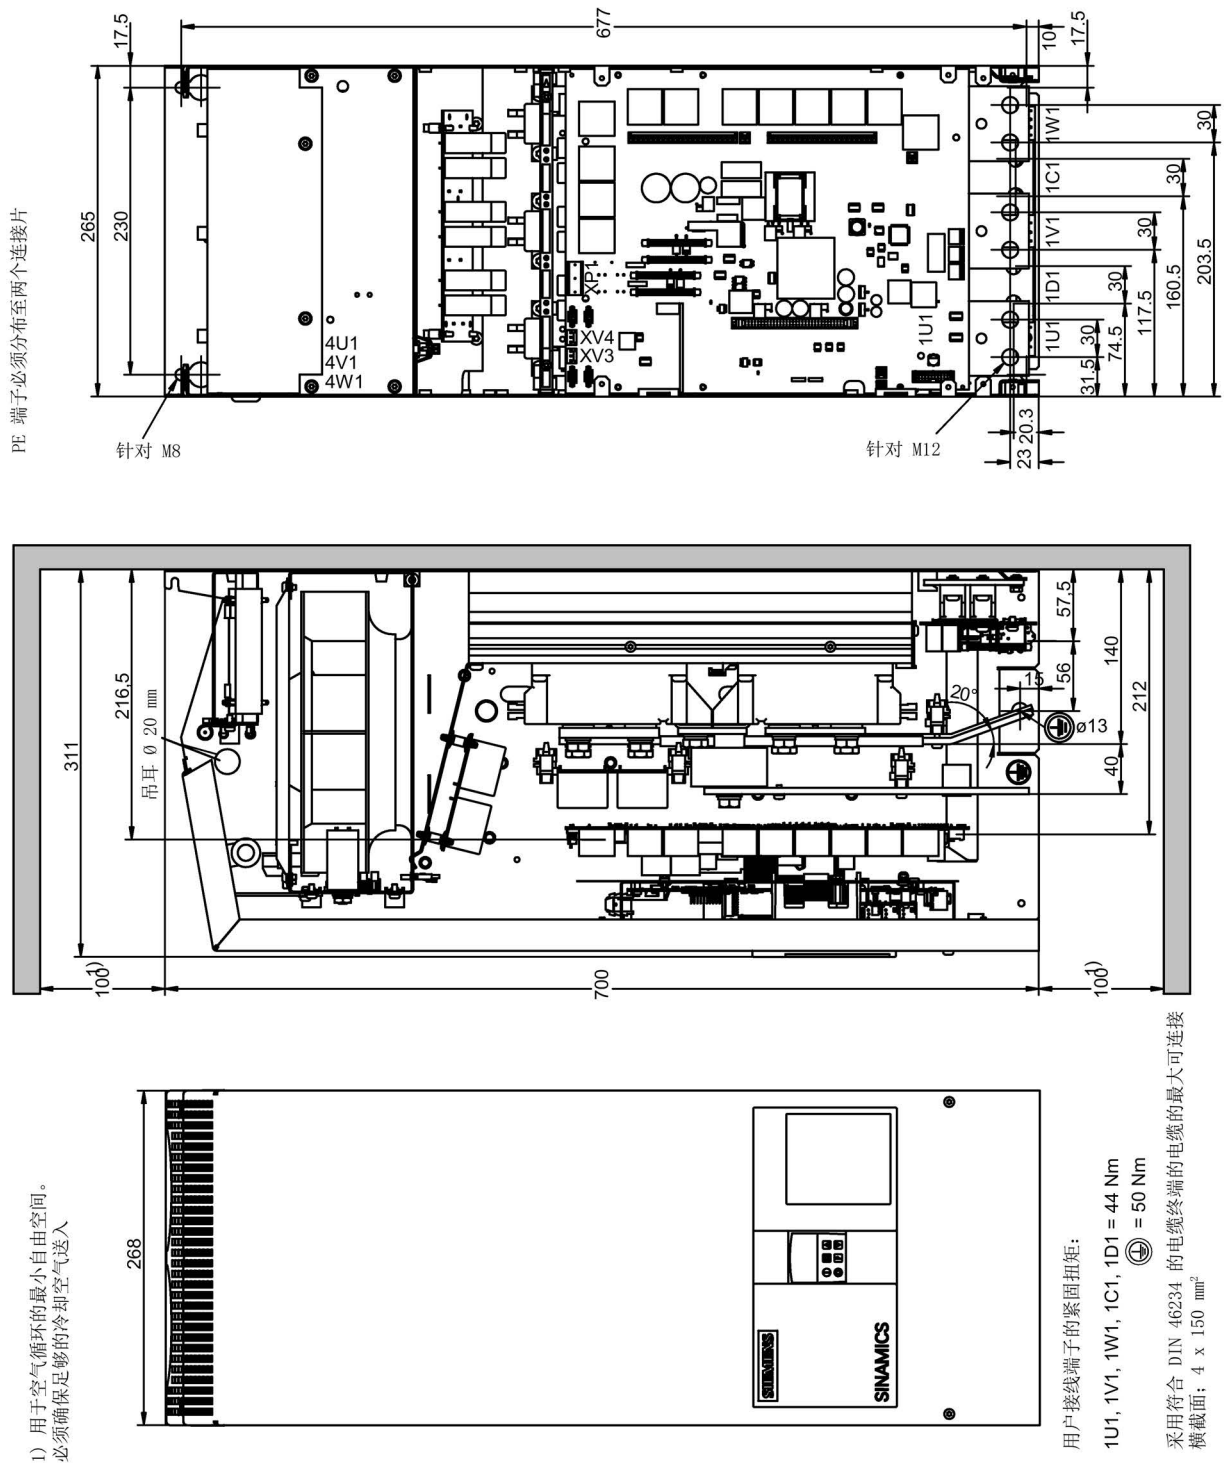 17.5
677
10
17.5
265
230
PE 端子必须分布至两个连接片
4U1
4V1
4W1
XP1
XV4
XV3
1U1
1W1
1C1
1V1
1D1
1U1
30
30
30
30
30
203.5
160.5
117.5
74.5
31.5
23
20.3
针对 M8
针对 M12
311
216,5
吊耳 Ø 20 mm
20°
15
ø13
57,5
56
140
40
212
100 1)
700
100 1)
268
SIEMENS
SINAMICS
1) 用于空气循环的最小自由空间。
必须确保足够的冷却空气送入
用户接线端子的紧固扭矩:
1U1, 1V1, 1W1, 1C1, 1D1 = 44 Nm
= 50 Nm
采用符合 DIN 46234 的电缆终端的电缆的最大可连接
横截面; 4 x 150 mm²